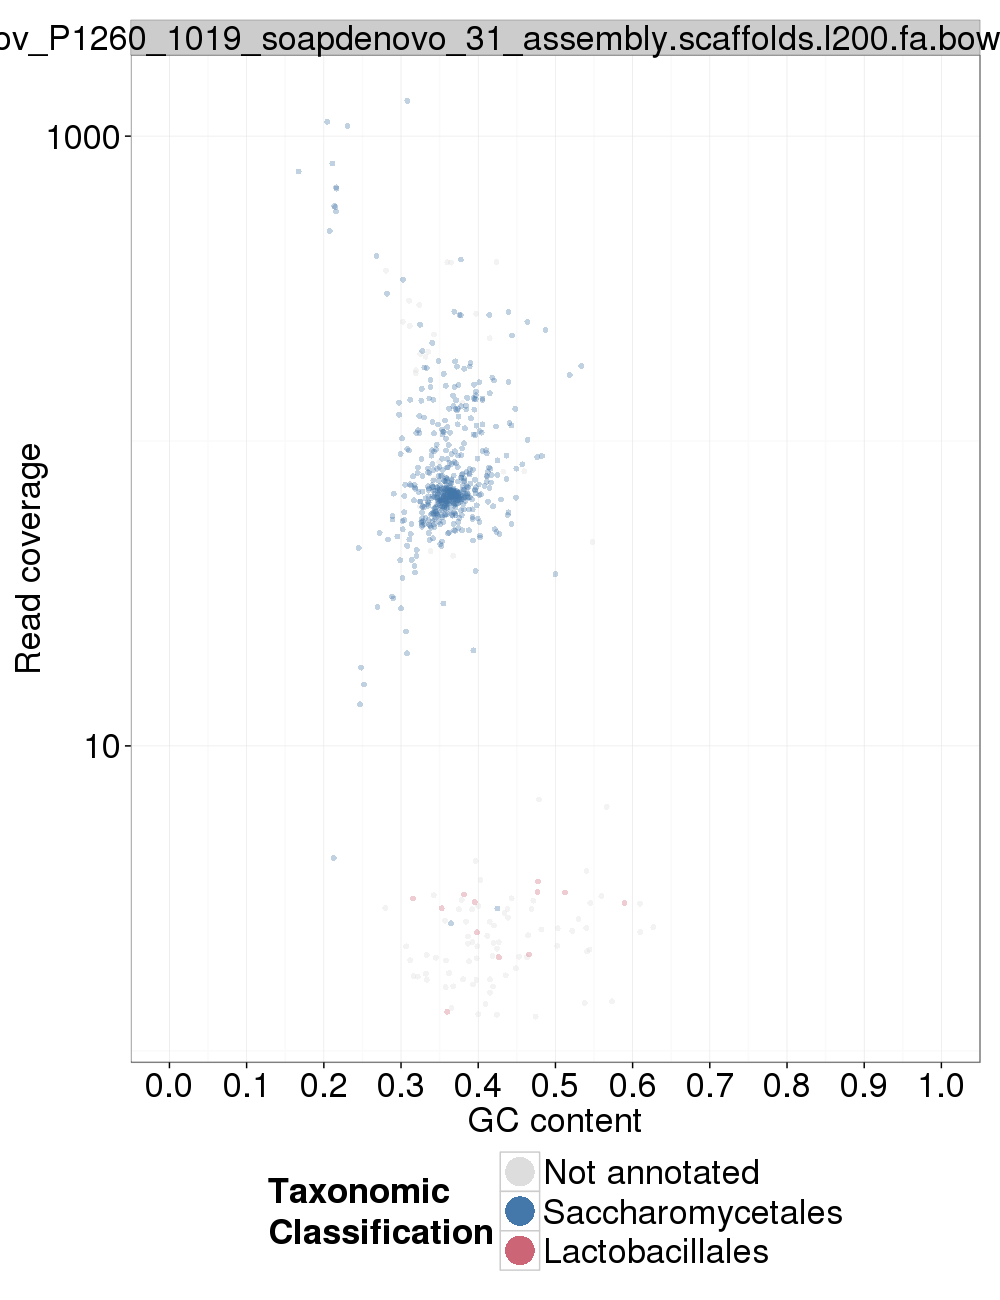 ov_P1260_1019_soapdenovo_31_assembly.scaffolds.l200.fa.bow
1000
10
Read coverage
0.0 0.1 0.2 0.3 0.4 0.5 0.6 0.7 0.8 0.9 1.0
GC content
Taxonomic
Classification
Not annotated
Saccharomycetales
Lactobacillales